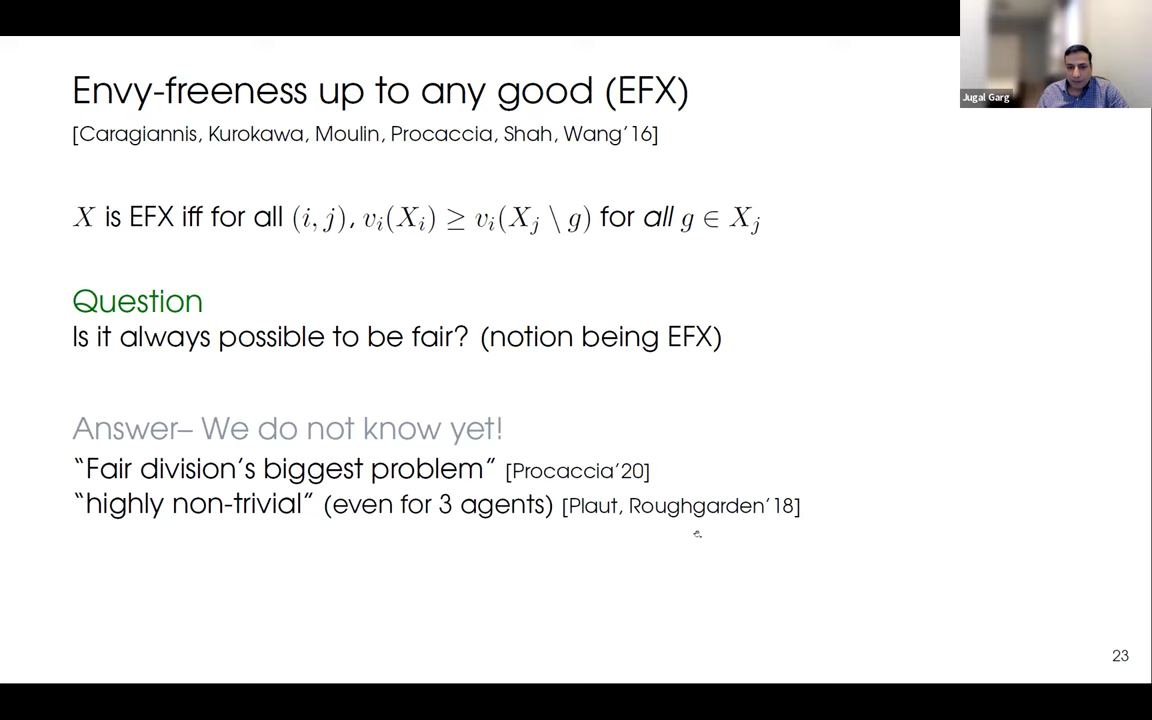 Envy-freeness up to any good (EFX)
[Caragiannis, Kurokawa, Moulin, Procaccia, Shah, Wang'16]
X is EFX iff for all (i, j), v_i(X_i) ≥ v_i(X_j \ g) for all g ∈ X_j
Question
Is it always possible to be fair? (notion being EFX)
Answer– We do not know yet!
“Fair division's biggest problem” [Procaccia'20]
“highly non-trivial” (even for 3 agents) [Plaut, Roughgarden'18]
23
Jugal Garg